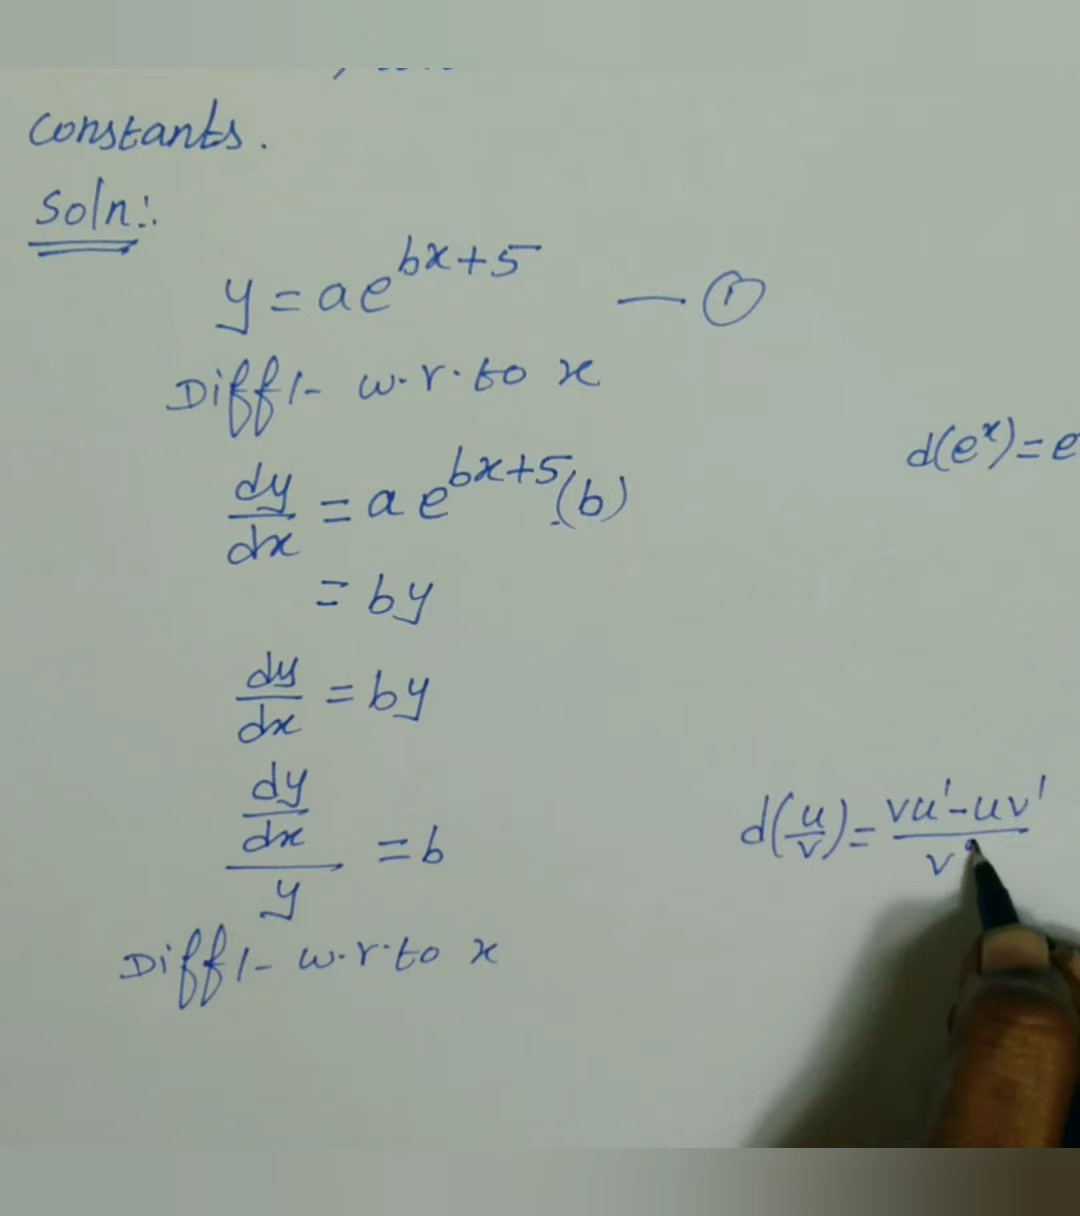 constants.
Soln:
y = ae^{bx+5} — ①
Diff/- w.r.to x
d(e^x) = e
dy/dx = a e^{bx+5}(b)
= by
dy/dx = by
(dy/dx)/y = b
d(u/v) = (vu' - uv')/v
Diff/- w.r.to x